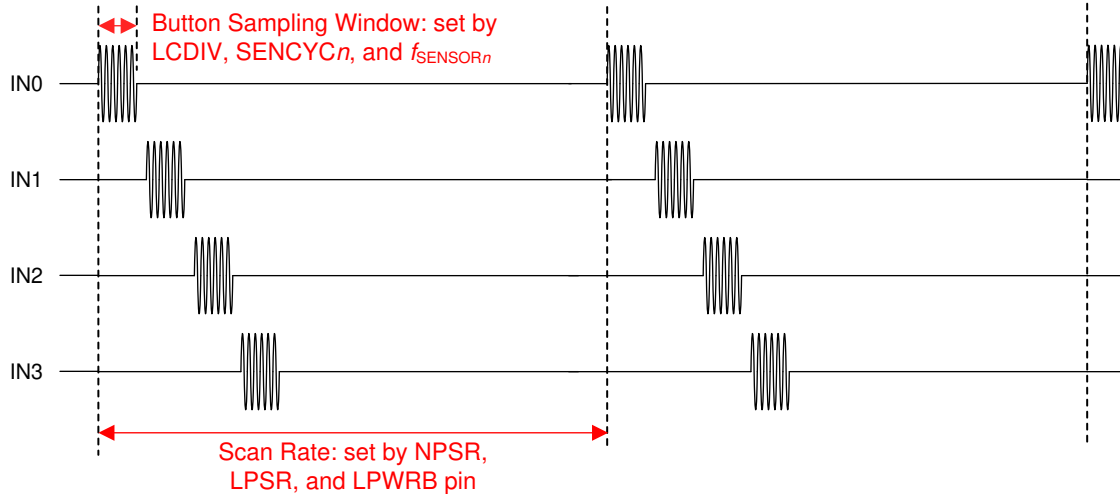 Button Sampling Window: set by
LCDIV, SENCYCn, and fSENSORn
IN0
IN1
IN2
IN3
Scan Rate: set by NPSR,
LPSR, and LPWRB pin